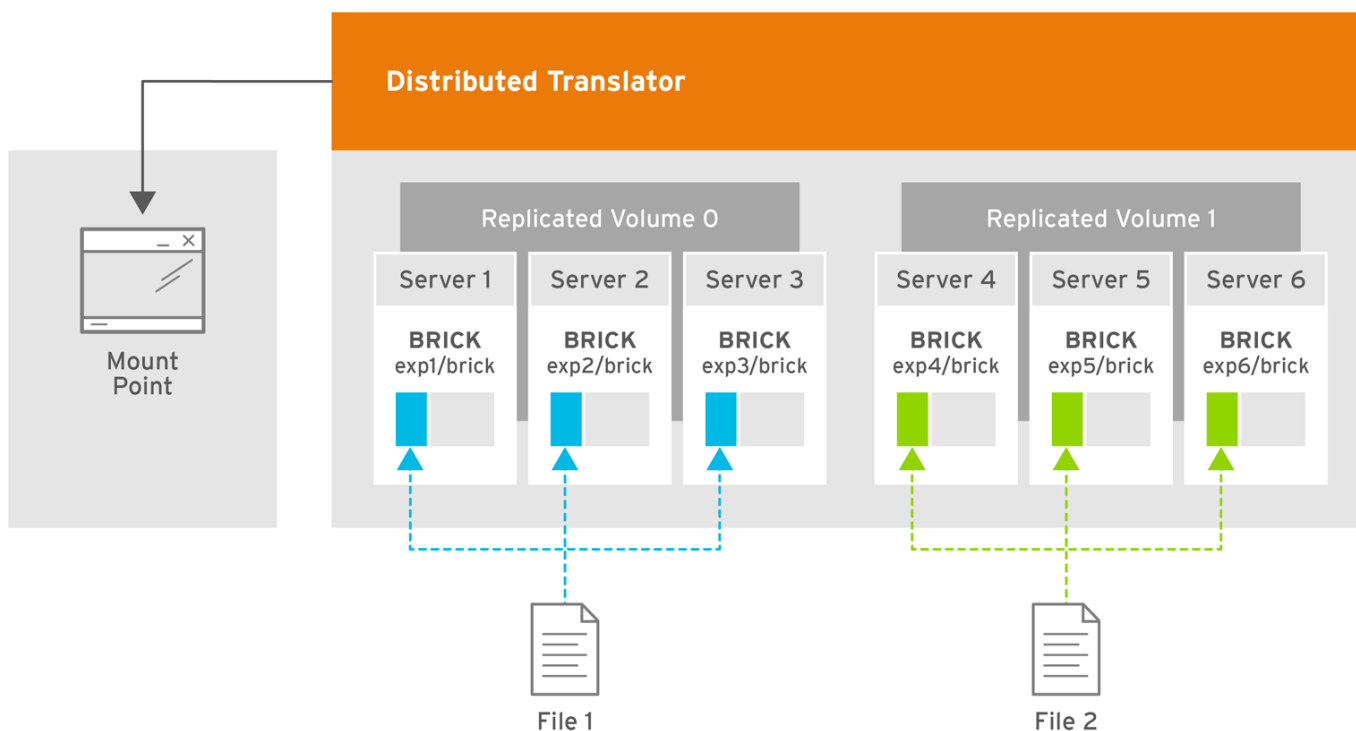 Distributed Translator
Mount
Point
Replicated Volume 0
Replicated Volume 1
Server 1
Server 2
Server 3
Server 4
Server 5
Server 6
BRICK
exp1/brick
BRICK
exp2/brick
BRICK
exp3/brick
BRICK
exp4/brick
BRICK
exp5/brick
BRICK
exp6/brick
File 1
File 2